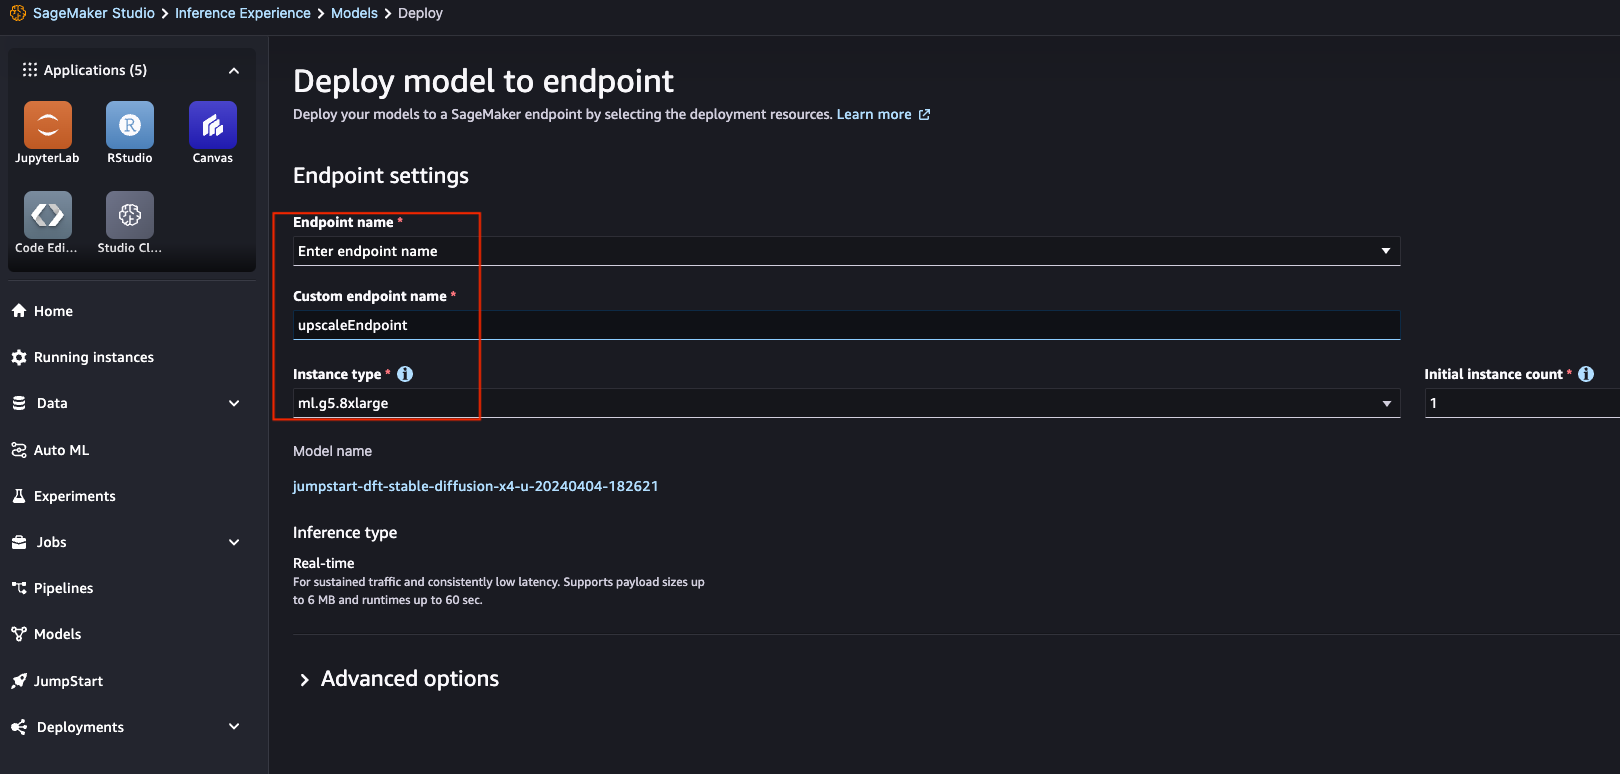 SageMaker Studio > Inference Experience > Models > Deploy
Applications (5)
JupyterLab
RStudio
Canvas
Code Edi...
Studio Cl...
Home
Running instances
Data
Auto ML
Experiments
Jobs
Pipelines
Models
JumpStart
Deployments
Deploy model to endpoint
Deploy your models to a SageMaker endpoint by selecting the deployment resources. Learn more
Endpoint settings
Endpoint name *
Enter endpoint name
Custom endpoint name *
upscaleEndpoint
Instance type *
ml.g5.8xlarge
Initial instance count *
1
Model name
jumpstart-dft-stable-diffusion-x4-u-20240404-182621
Inference type
Real-time
For sustained traffic and consistently low latency. Supports payload sizes up
to 6 MB and runtimes up to 60 sec.
Advanced options